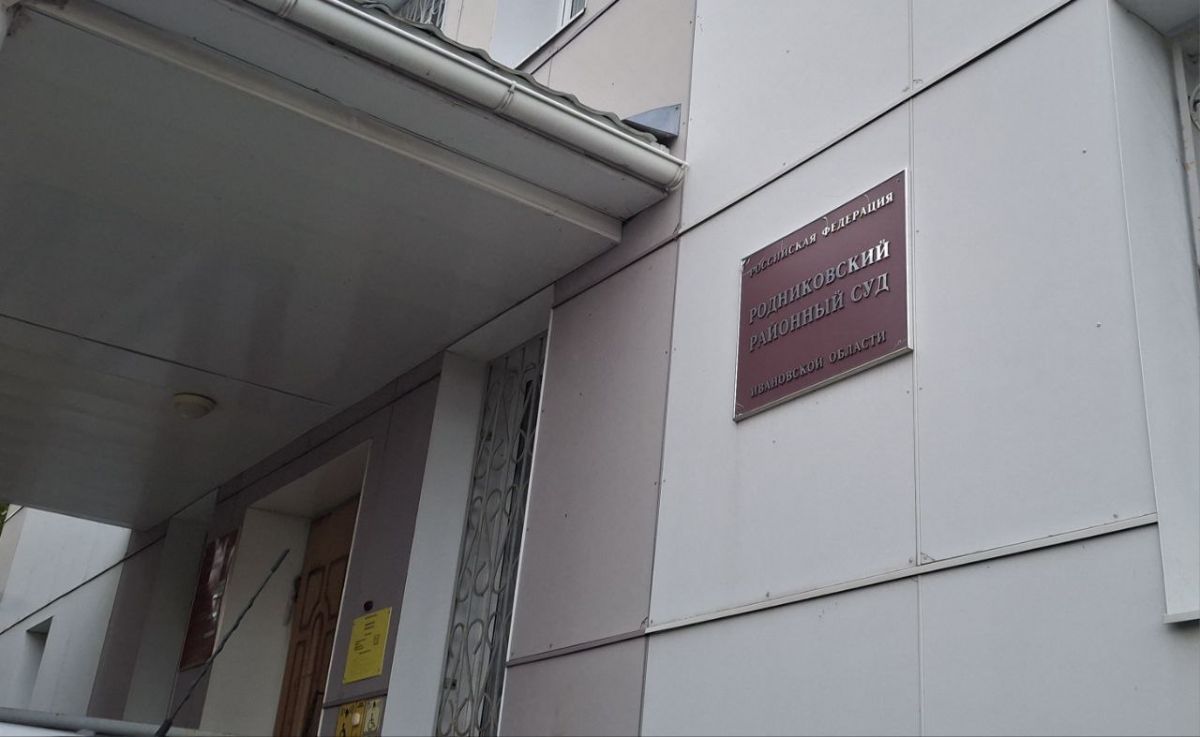 РОССИЙСКАЯ ФЕДЕРАЦИЯ
РОДНИКОВСКИЙ
РАЙОННЫЙ СУД
ИВАНОВСКОЙ ОБЛАСТИ